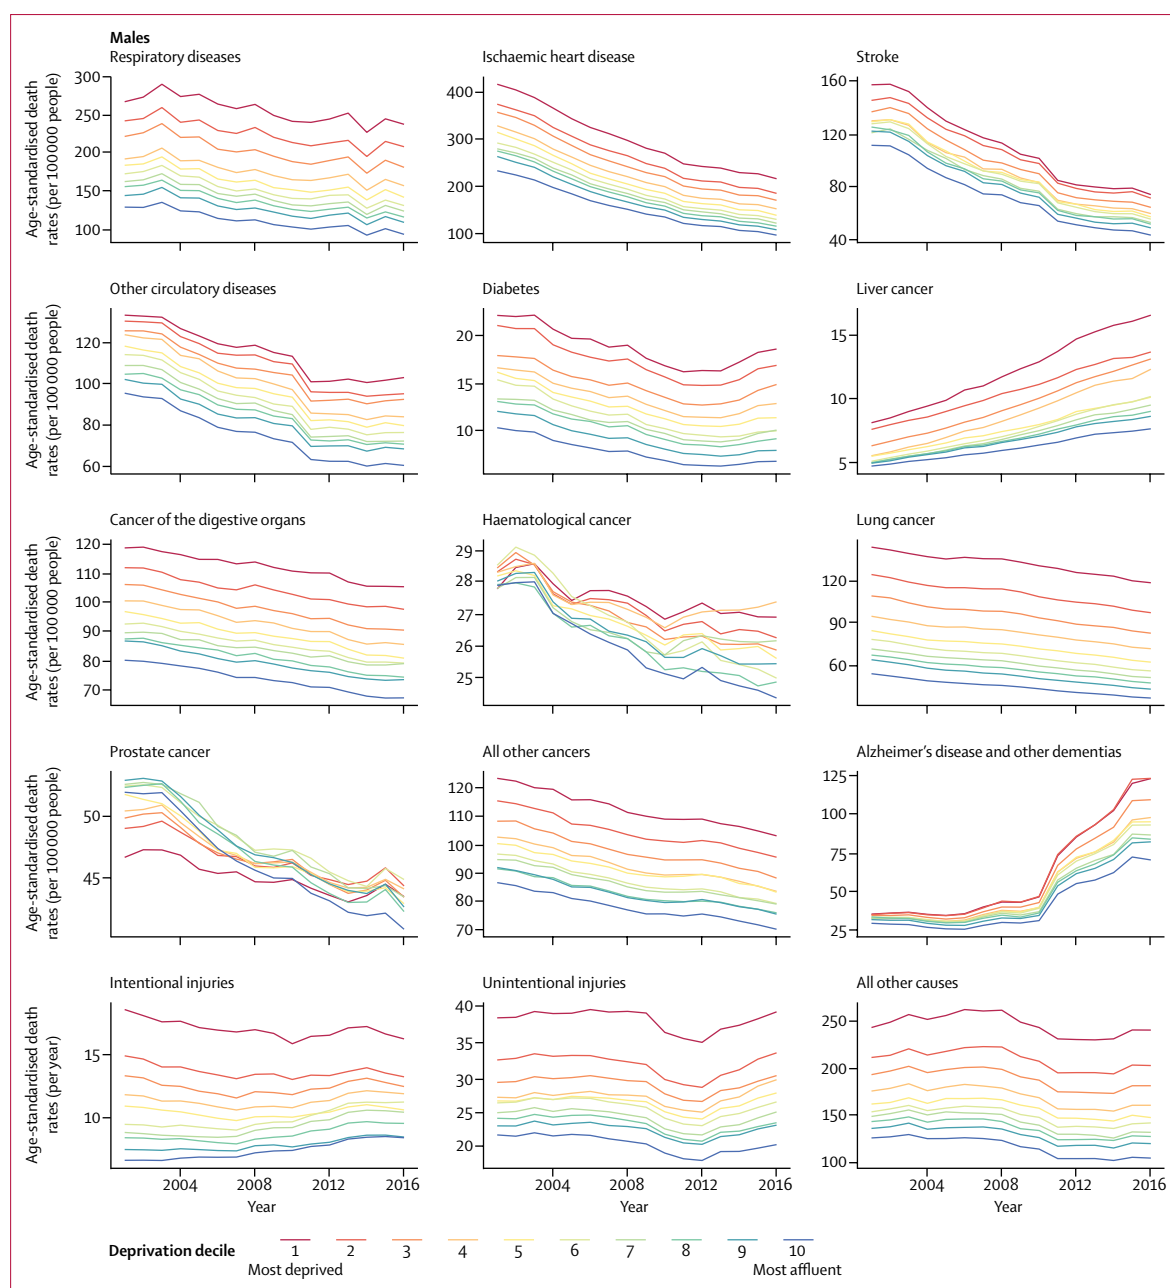 Males
Respiratory diseases
Ischaemic heart disease
Stroke
Age-standardised death
rates (per 100 000 people)
300
250
200
150
100
400
300
200
100
160
120
80
40
Other circulatory diseases
Diabetes
Liver cancer
Age-standardised death
rates (per 100 000 people)
120
100
80
60
20
15
10
15
10
5
Cancer of the digestive organs
Haematological cancer
Lung cancer
Age-standardised death
rates (per 100 000 people)
120
110
100
90
80
70
29
28
27
26
25
120
90
60
Prostate cancer
All other cancers
Alzheimer's disease and other dementias
Age-standardised death
rates (per 100 000 people)
50
45
120
110
100
90
80
70
125
100
75
50
25
Intentional injuries
Unintentional injuries
All other causes
Age-standardised death
rates (per year)
15
10
40
35
30
25
20
250
200
150
100
2004 2008 2012 2016
2004 2008 2012 2016
2004 2008 2012 2016
Year
Year
Year
Deprivation decile 1 2 3 4 5 6 7 8 9 10
Most deprived Most affluent